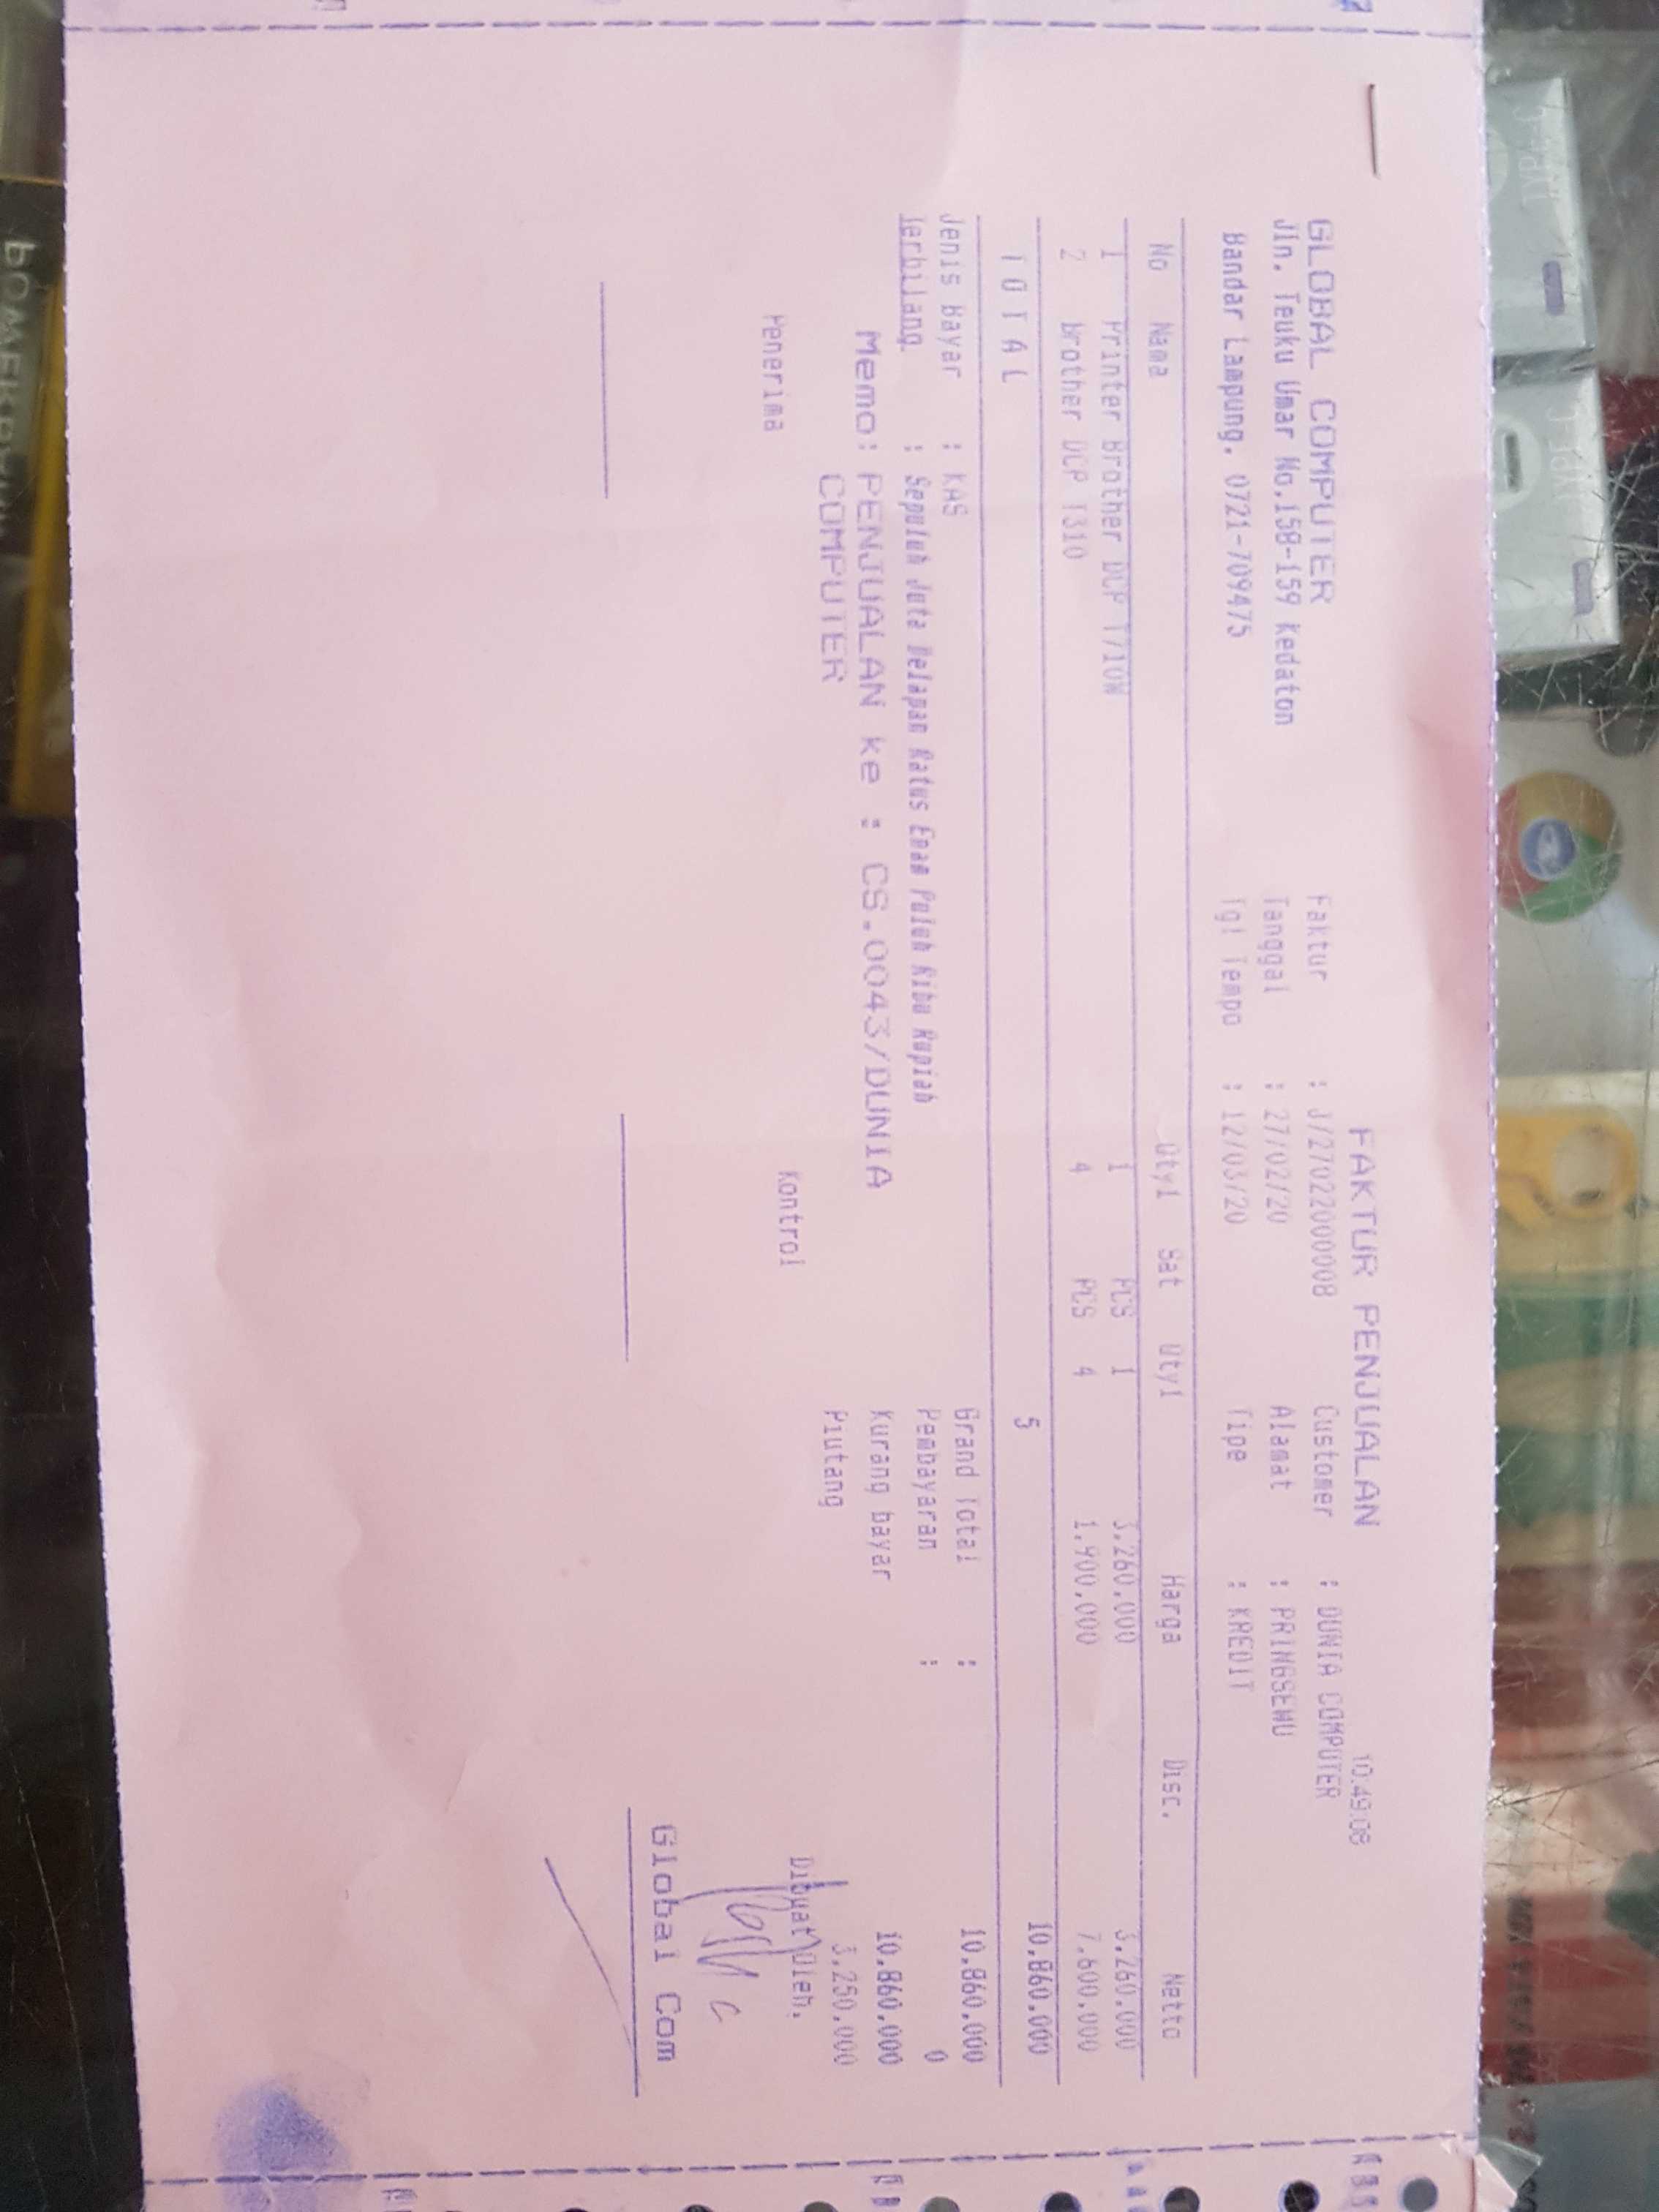 FAKTUR PENJUALAN 10:49:08
GLOBAL COMPUTER Faktur : J/27022000008 Customer : DUNIA COMPUTER
Jln. Teuku Umar No.158-159 Kedaton Tanggal : 27/02/20 Alamat : PRINGSEWU
Bandar Lampung. 0721-709475 Tgl Tempo : 12/03/20 Tipe : KREDIT
No Nama Qty1 Sat Qty1 Harga Disc. Netto
1 Printer Brother DCP T710W 1 PCS 1 3.260.000 3.260.000
2 Brother DCP T310 4 PCS 4 1.900.000 7.600.000
T O T A L 5 10.860.000
Jenis Bayar : KAS Grand Total : 10.860.000
Terbilang : Sepuluh Juta Delapan Ratus Enam Puluh Ribu Rupiah Pembayaran : 0
Memo: PENJUALAN ke : CS.0043/DUNIA Kurang bayar 10.860.000
COMPUTER Piutang 3.250.000
Penerima Kontrol Dibuat Oleh,
Global Com